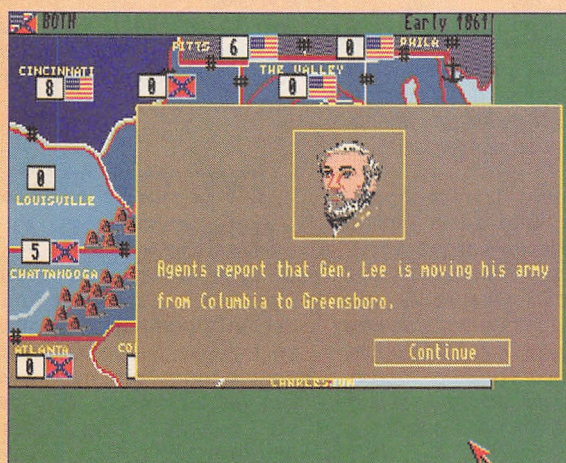 BOTH
Early 1861
PITTS 6 0 PHILA
CINCINNATI
8
0
THE VALLEY
0
0
LOUISVILLE
5
CHATTANOOGA
Agents report that Gen. Lee is moving his army
from Columbia to Greensboro.
Continue
ATLANTA
0